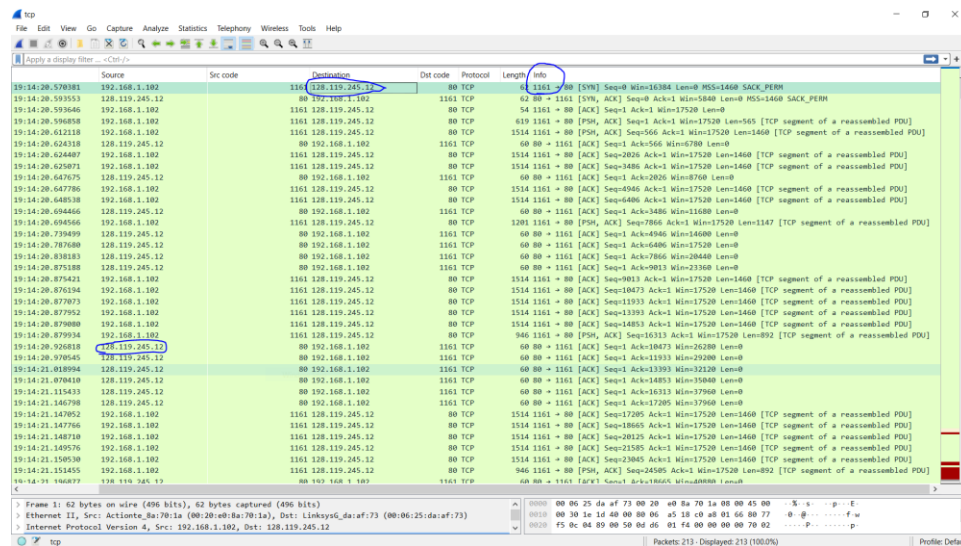 tcp
File Edit View Go Capture Analyze Statistics Telephony Wireless Tools Help
Apply a display filter ... <Ctrl-/>
Source Src code Destination Dst code Protocol Length Info
19:14:20.570381 192.168.1.102 1161 128.119.245.12 80 TCP 62 1161 → 80 [SYN] Seq=0 Win=16384 Len=0 MSS=1460 SACK_PERM
19:14:20.593553 128.119.245.12 80 192.168.1.102 1161 TCP 62 80 → 1161 [SYN, ACK] Seq=0 Ack=1 Win=5840 Len=0 MSS=1460 SACK_PERM
19:14:20.593646 192.168.1.102 1161 128.119.245.12 80 TCP 54 1161 → 80 [ACK] Seq=1 Ack=1 Win=17520 Len=0
19:14:20.596858 192.168.1.102 1161 128.119.245.12 80 TCP 619 1161 → 80 [PSH, ACK] Seq=1 Ack=1 Win=17520 Len=565 [TCP segment of a reassembled PDU]
19:14:20.612118 192.168.1.102 1161 128.119.245.12 80 TCP 1514 1161 → 80 [PSH, ACK] Seq=566 Ack=1 Win=17520 Len=1460 [TCP segment of a reassembled PDU]
19:14:20.624318 128.119.245.12 80 192.168.1.102 1161 TCP 60 80 → 1161 [ACK] Seq=1 Ack=566 Win=6780 Len=0
19:14:20.624407 192.168.1.102 1161 128.119.245.12 80 TCP 1514 1161 → 80 [ACK] Seq=2026 Ack=1 Win=17520 Len=1460 [TCP segment of a reassembled PDU]
19:14:20.625071 192.168.1.102 1161 128.119.245.12 80 TCP 1514 1161 → 80 [ACK] Seq=3486 Ack=1 Win=17520 Len=1460 [TCP segment of a reassembled PDU]
19:14:20.647675 128.119.245.12 80 192.168.1.102 1161 TCP 60 80 → 1161 [ACK] Seq=1 Ack=2026 Win=8760 Len=0
19:14:20.647786 192.168.1.102 1161 128.119.245.12 80 TCP 1514 1161 → 80 [ACK] Seq=4946 Ack=1 Win=17520 Len=1460 [TCP segment of a reassembled PDU]
19:14:20.648538 192.168.1.102 1161 128.119.245.12 80 TCP 1514 1161 → 80 [ACK] Seq=6406 Ack=1 Win=17520 Len=1460 [TCP segment of a reassembled PDU]
19:14:20.694466 128.119.245.12 80 192.168.1.102 1161 TCP 60 80 → 1161 [ACK] Seq=1 Ack=3486 Win=11680 Len=0
19:14:20.694566 192.168.1.102 1161 128.119.245.12 80 TCP 1201 1161 → 80 [PSH, ACK] Seq=7866 Ack=1 Win=17520 Len=1147 [TCP segment of a reassembled PDU]
19:14:20.739499 128.119.245.12 80 192.168.1.102 1161 TCP 60 80 → 1161 [ACK] Seq=1 Ack=4946 Win=14600 Len=0
19:14:20.787680 128.119.245.12 80 192.168.1.102 1161 TCP 60 80 → 1161 [ACK] Seq=1 Ack=6406 Win=17520 Len=0
19:14:20.838183 128.119.245.12 80 192.168.1.102 1161 TCP 60 80 → 1161 [ACK] Seq=1 Ack=7866 Win=20440 Len=0
19:14:20.875188 128.119.245.12 80 192.168.1.102 1161 TCP 60 80 → 1161 [ACK] Seq=1 Ack=9013 Win=23360 Len=0
19:14:20.875421 192.168.1.102 1161 128.119.245.12 80 TCP 1514 1161 → 80 [ACK] Seq=9013 Ack=1 Win=17520 Len=1460 [TCP segment of a reassembled PDU]
19:14:20.876194 192.168.1.102 1161 128.119.245.12 80 TCP 1514 1161 → 80 [ACK] Seq=10473 Ack=1 Win=17520 Len=1460 [TCP segment of a reassembled PDU]
19:14:20.877073 192.168.1.102 1161 128.119.245.12 80 TCP 1514 1161 → 80 [ACK] Seq=11933 Ack=1 Win=17520 Len=1460 [TCP segment of a reassembled PDU]
19:14:20.877952 192.168.1.102 1161 128.119.245.12 80 TCP 1514 1161 → 80 [ACK] Seq=13393 Ack=1 Win=17520 Len=1460 [TCP segment of a reassembled PDU]
19:14:20.879080 192.168.1.102 1161 128.119.245.12 80 TCP 1514 1161 → 80 [ACK] Seq=14853 Ack=1 Win=17520 Len=1460 [TCP segment of a reassembled PDU]
19:14:20.879934 192.168.1.102 1161 128.119.245.12 80 TCP 946 1161 → 80 [PSH, ACK] Seq=16313 Ack=1 Win=17520 Len=892 [TCP segment of a reassembled PDU]
19:14:20.926818 128.119.245.12 80 192.168.1.102 1161 TCP 60 80 → 1161 [ACK] Seq=1 Ack=10473 Win=26280 Len=0
19:14:20.970545 128.119.245.12 80 192.168.1.102 1161 TCP 60 80 → 1161 [ACK] Seq=1 Ack=11933 Win=29200 Len=0
19:14:21.018994 128.119.245.12 80 192.168.1.102 1161 TCP 60 80 → 1161 [ACK] Seq=1 Ack=13393 Win=32120 Len=0
19:14:21.070410 128.119.245.12 80 192.168.1.102 1161 TCP 60 80 → 1161 [ACK] Seq=1 Ack=14853 Win=35040 Len=0
19:14:21.115433 128.119.245.12 80 192.168.1.102 1161 TCP 60 80 → 1161 [ACK] Seq=1 Ack=16313 Win=37960 Len=0
19:14:21.146798 128.119.245.12 80 192.168.1.102 1161 TCP 60 80 → 1161 [ACK] Seq=1 Ack=17205 Win=37960 Len=0
19:14:21.147052 192.168.1.102 1161 128.119.245.12 80 TCP 1514 1161 → 80 [ACK] Seq=17205 Ack=1 Win=17520 Len=1460 [TCP segment of a reassembled PDU]
19:14:21.147766 192.168.1.102 1161 128.119.245.12 80 TCP 1514 1161 → 80 [ACK] Seq=18665 Ack=1 Win=17520 Len=1460 [TCP segment of a reassembled PDU]
19:14:21.148710 192.168.1.102 1161 128.119.245.12 80 TCP 1514 1161 → 80 [ACK] Seq=20125 Ack=1 Win=17520 Len=1460 [TCP segment of a reassembled PDU]
19:14:21.149576 192.168.1.102 1161 128.119.245.12 80 TCP 1514 1161 → 80 [ACK] Seq=21585 Ack=1 Win=17520 Len=1460 [TCP segment of a reassembled PDU]
19:14:21.150530 192.168.1.102 1161 128.119.245.12 80 TCP 1514 1161 → 80 [ACK] Seq=23045 Ack=1 Win=17520 Len=1460 [TCP segment of a reassembled PDU]
19:14:21.151455 192.168.1.102 1161 128.119.245.12 80 TCP 946 1161 → 80 [PSH, ACK] Seq=24505 Ack=1 Win=17520 Len=892 [TCP segment of a reassembled PDU]
19:14:21.196827 128.119.245.12 80 192.168.1.102 1161 TCP 60 80 → 1161 [ACK] Seq=1 Ack=18665 Win=40880 Len=0
> Frame 1: 62 bytes on wire (496 bits), 62 bytes captured (496 bits)
> Ethernet II, Src: Actionte_8a:70:1a (00:20:e0:8a:70:1a), Dst: LinksysG_da:af:73 (00:06:25:da:af:73)
> Internet Protocol Version 4, Src: 192.168.1.102, Dst: 128.119.245.12
0000 00 06 25 da af 73 00 20 e0 8a 70 1a 08 00 45 00 ··%··s· ··p···E·
0010 00 30 1e 1d 40 00 80 06 a5 18 c0 a8 01 66 80 77 ·0··@··· ·····f·w
0020 f5 0c 04 89 00 50 0d d6 01 f4 00 00 00 00 70 02 ·····P·· ······p·
tcp Packets: 213 · Displayed: 213 (100.0%) Profile: Defau